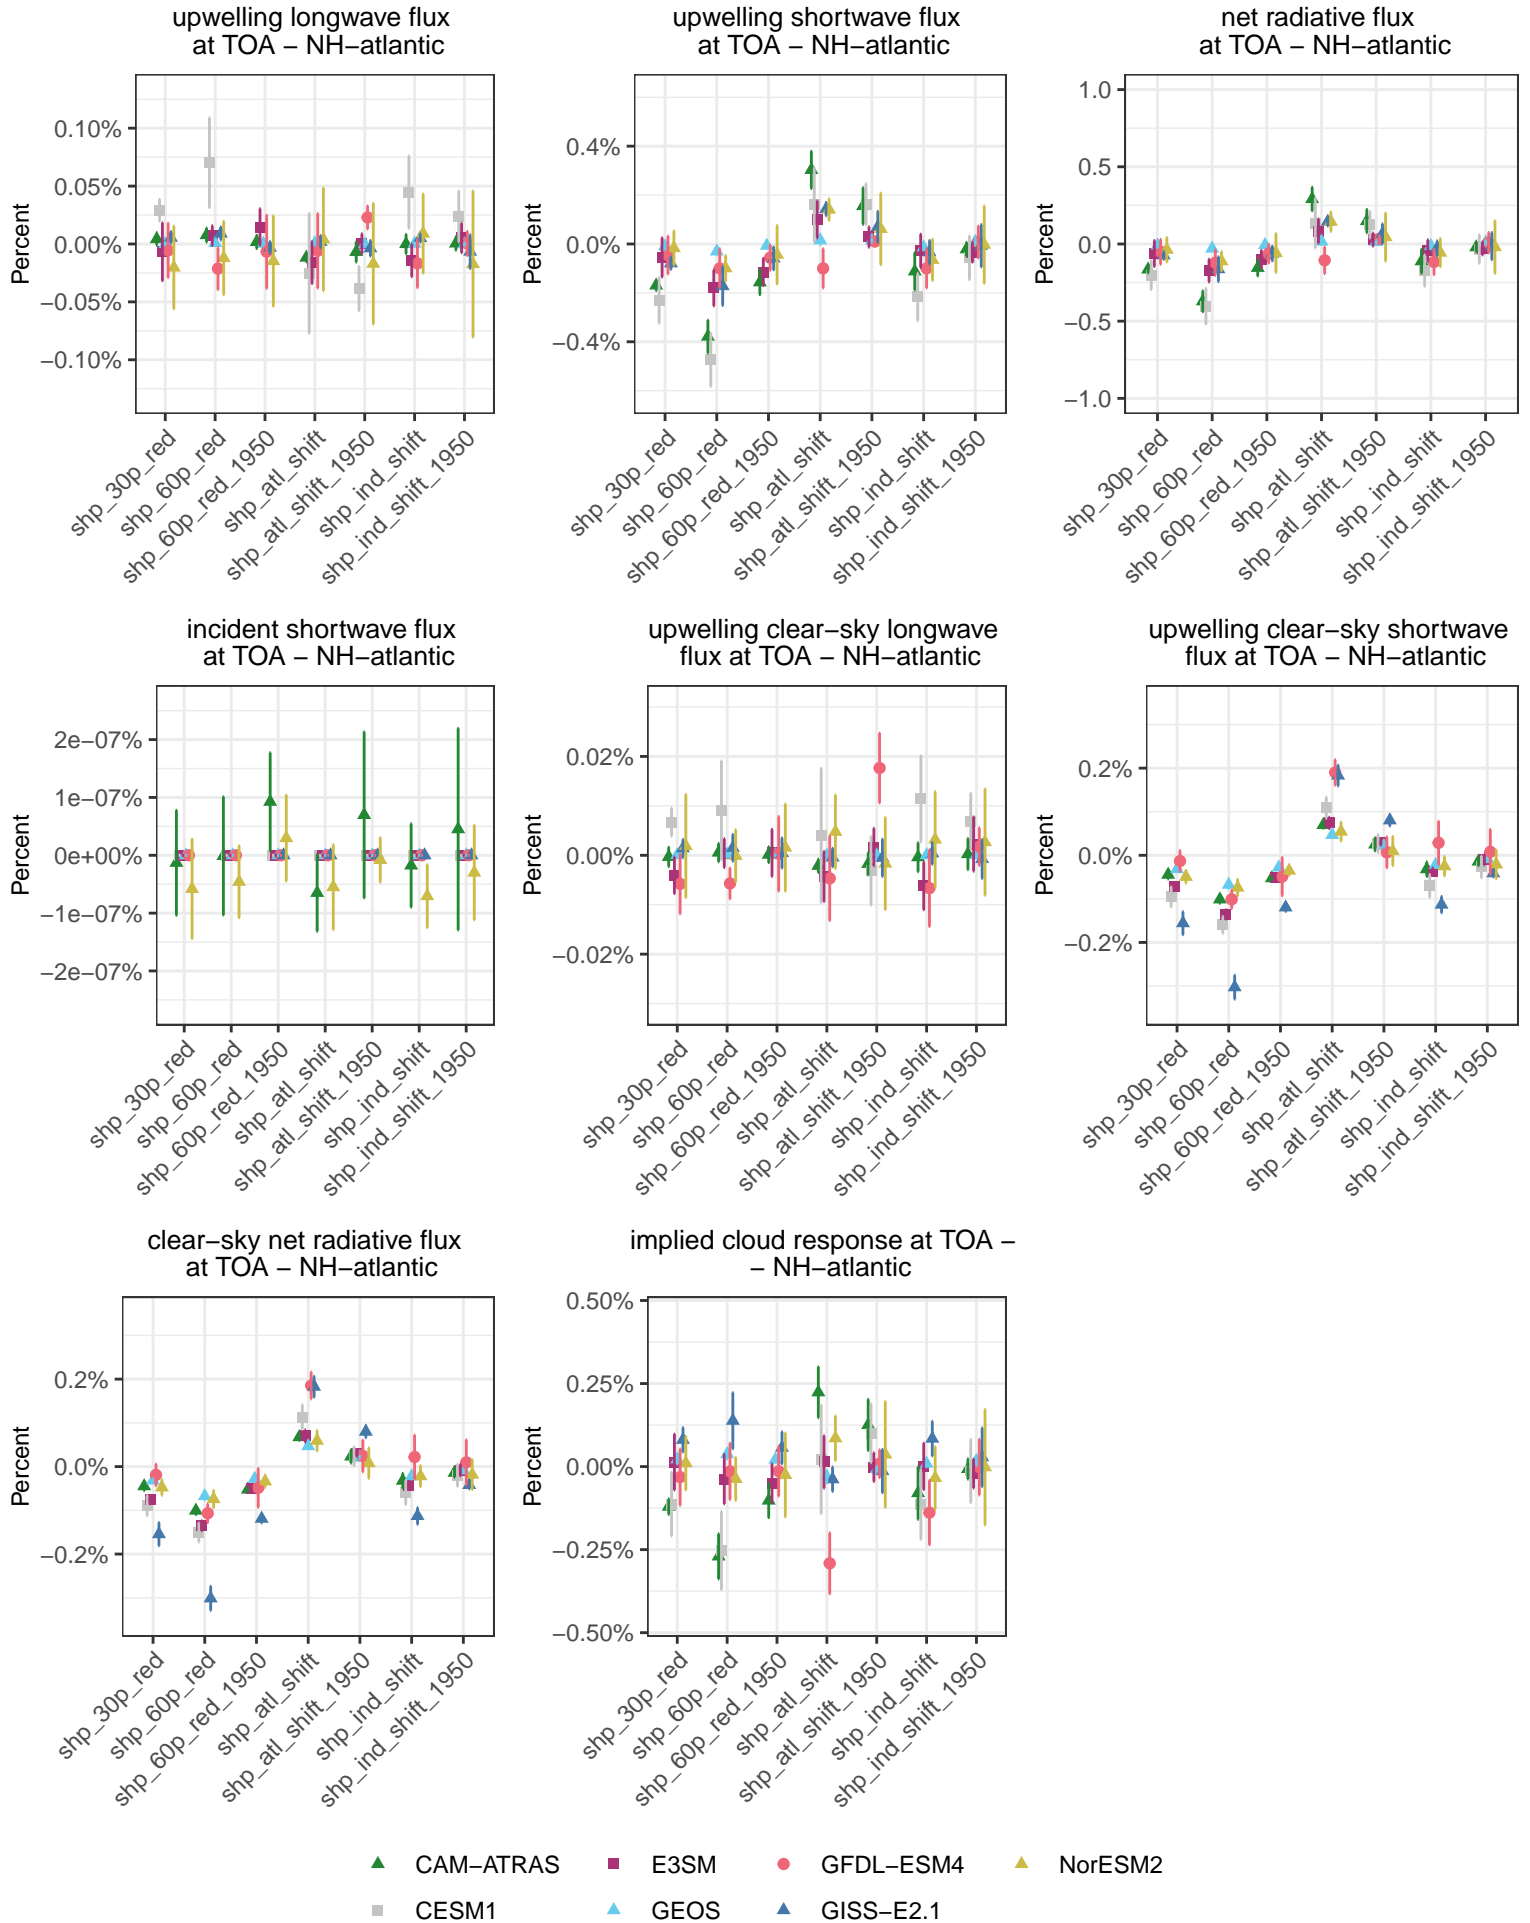 upwelling longwave flux
at TOA − NH−atlantic
Percent
0.10%
0.05%
0.00%
−0.05%
−0.10%
shp_30p_red
shp_60p_red
shp_60p_red_1950
shp_atl_shift
shp_atl_shift_1950
shp_ind_shift
shp_ind_shift_1950
upwelling shortwave flux
at TOA − NH−atlantic
Percent
0.4%
0.0%
−0.4%
shp_30p_red
shp_60p_red
shp_60p_red_1950
shp_atl_shift
shp_atl_shift_1950
shp_ind_shift
shp_ind_shift_1950
net radiative flux
at TOA − NH−atlantic
Percent
1.0
0.5
0.0
−0.5
−1.0
shp_30p_red
shp_60p_red
shp_60p_red_1950
shp_atl_shift
shp_atl_shift_1950
shp_ind_shift
shp_ind_shift_1950
incident shortwave flux
at TOA − NH−atlantic
Percent
2e−07%
1e−07%
0e+00%
−1e−07%
−2e−07%
shp_30p_red
shp_60p_red
shp_60p_red_1950
shp_atl_shift
shp_atl_shift_1950
shp_ind_shift
shp_ind_shift_1950
upwelling clear−sky longwave
flux at TOA − NH−atlantic
Percent
0.02%
0.00%
−0.02%
shp_30p_red
shp_60p_red
shp_60p_red_1950
shp_atl_shift
shp_atl_shift_1950
shp_ind_shift
shp_ind_shift_1950
upwelling clear−sky shortwave
flux at TOA − NH−atlantic
Percent
0.2%
0.0%
−0.2%
shp_30p_red
shp_60p_red
shp_60p_red_1950
shp_atl_shift
shp_atl_shift_1950
shp_ind_shift
shp_ind_shift_1950
clear−sky net radiative flux
at TOA − NH−atlantic
Percent
0.2%
0.0%
−0.2%
shp_30p_red
shp_60p_red
shp_60p_red_1950
shp_atl_shift
shp_atl_shift_1950
shp_ind_shift
shp_ind_shift_1950
implied cloud response at TOA −
− NH−atlantic
Percent
0.50%
0.25%
0.00%
−0.25%
−0.50%
shp_30p_red
shp_60p_red
shp_60p_red_1950
shp_atl_shift
shp_atl_shift_1950
shp_ind_shift
shp_ind_shift_1950
CAM−ATRAS
E3SM
GFDL−ESM4
NorESM2
CESM1
GEOS
GISS−E2.1